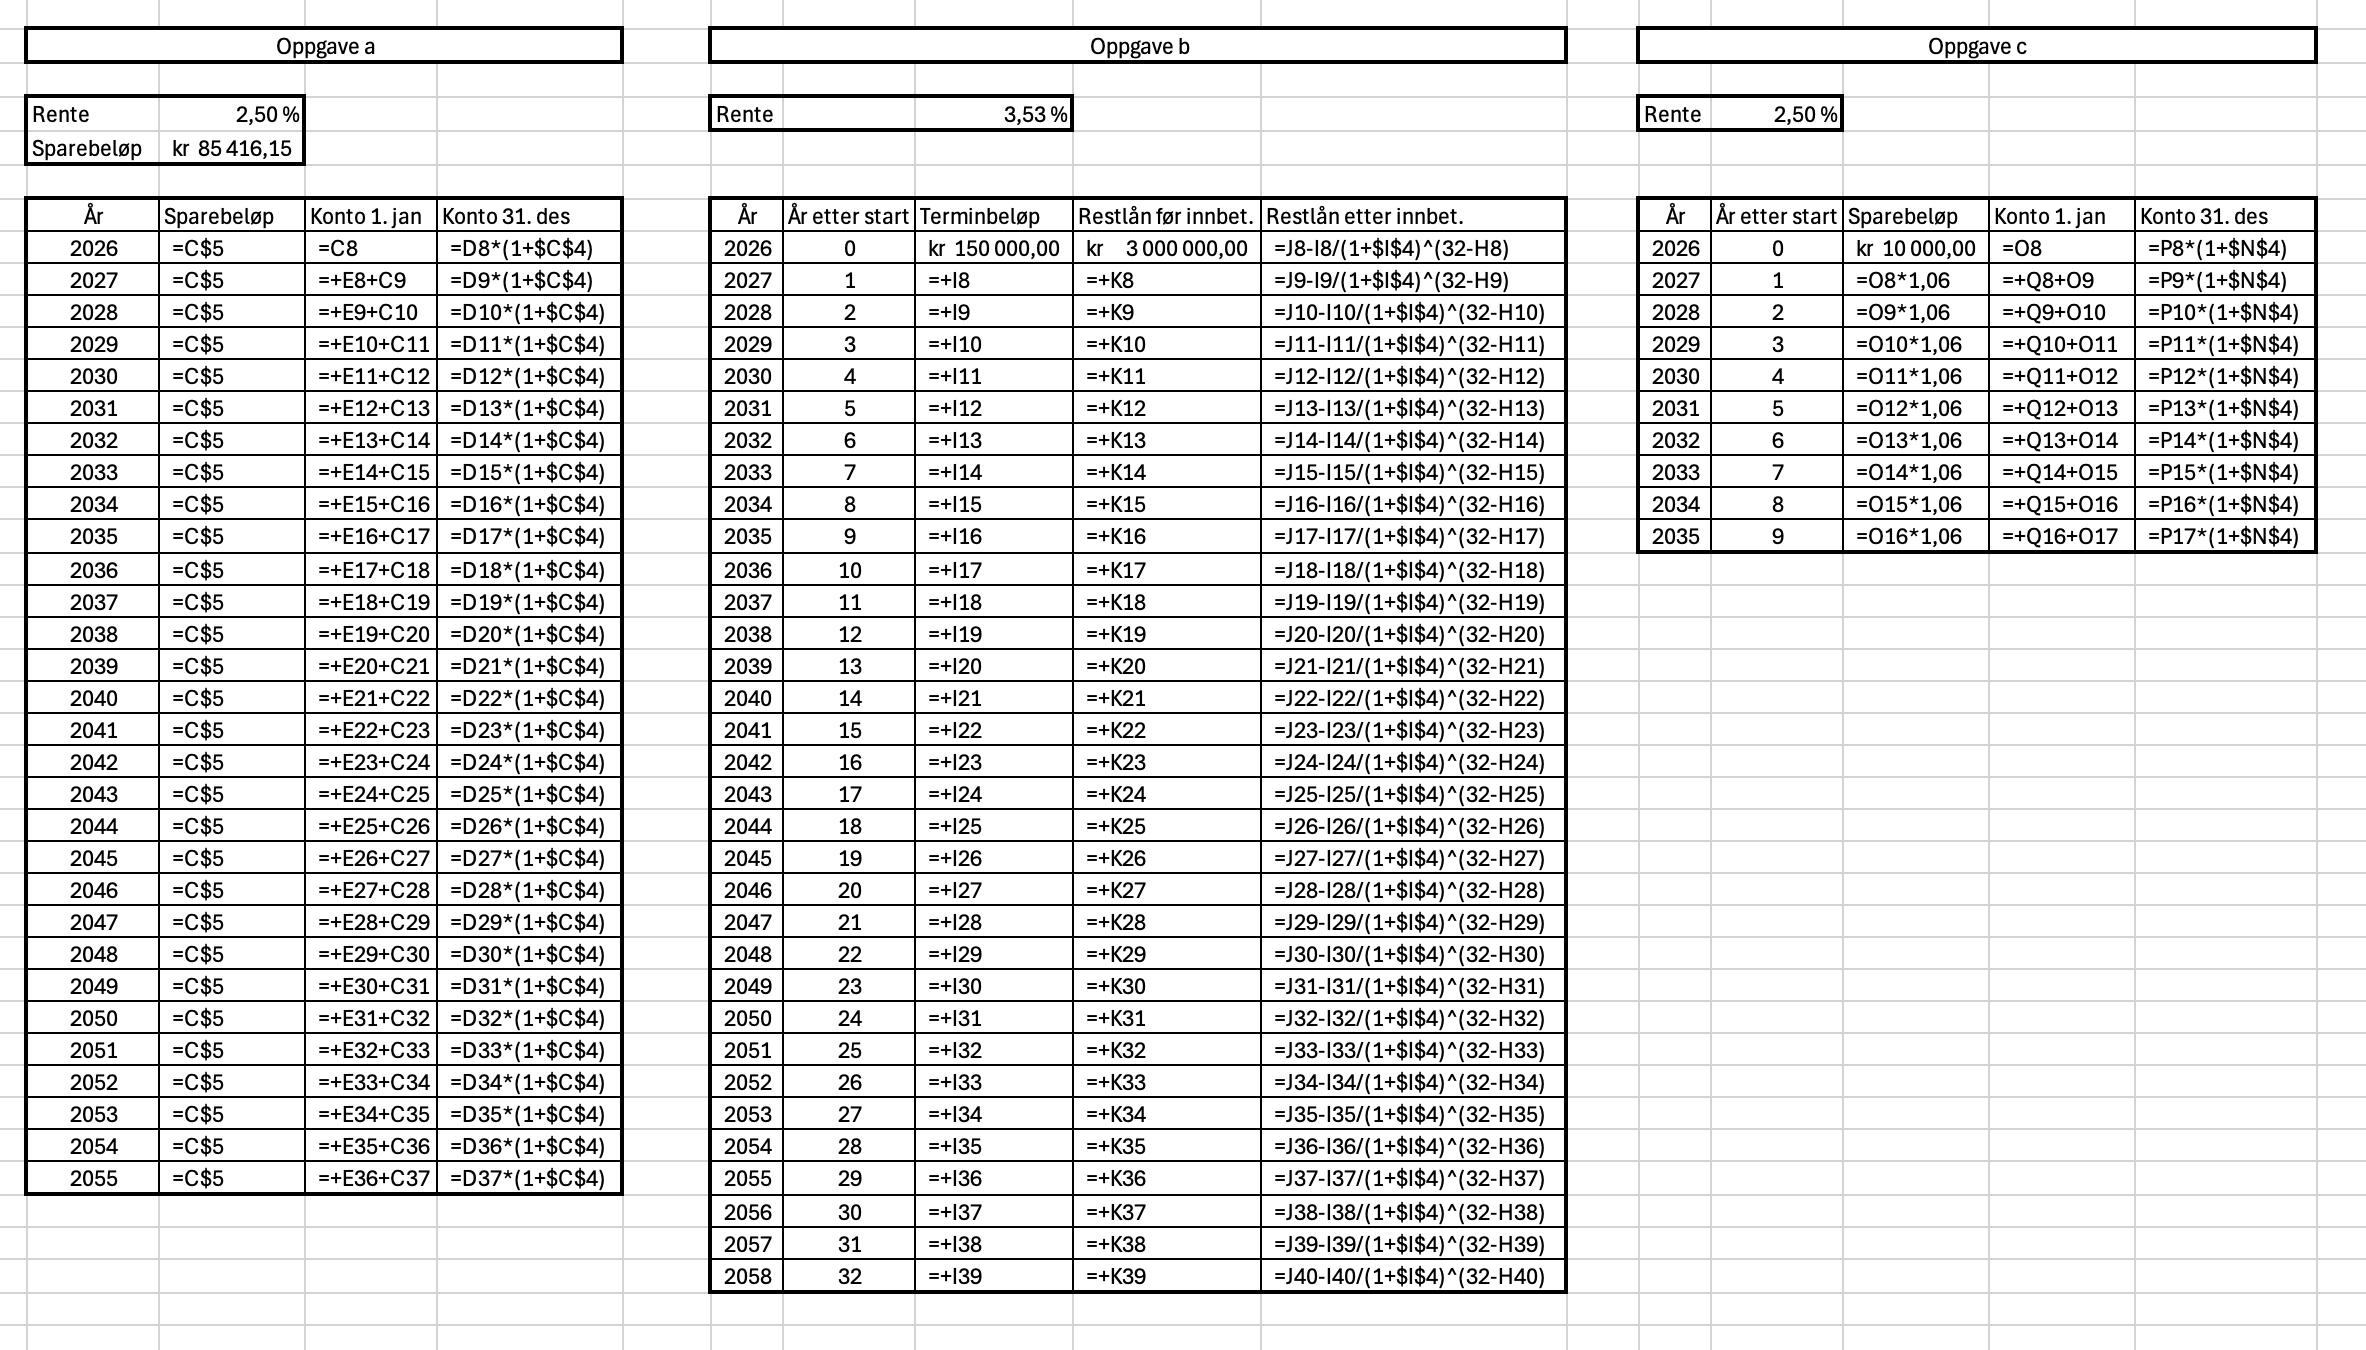 Oppgave a
Rente 2,50 %
Sparebeløp kr 85 416,15
År Sparebeløp Konto 1. jan Konto 31. des
2026 =C$5 =C8 =D8*(1+$C$4)
2027 =C$5 =+E8+C9 =D9*(1+$C$4)
2028 =C$5 =+E9+C10 =D10*(1+$C$4)
2029 =C$5 =+E10+C11 =D11*(1+$C$4)
2030 =C$5 =+E11+C12 =D12*(1+$C$4)
2031 =C$5 =+E12+C13 =D13*(1+$C$4)
2032 =C$5 =+E13+C14 =D14*(1+$C$4)
2033 =C$5 =+E14+C15 =D15*(1+$C$4)
2034 =C$5 =+E15+C16 =D16*(1+$C$4)
2035 =C$5 =+E16+C17 =D17*(1+$C$4)
2036 =C$5 =+E17+C18 =D18*(1+$C$4)
2037 =C$5 =+E18+C19 =D19*(1+$C$4)
2038 =C$5 =+E19+C20 =D20*(1+$C$4)
2039 =C$5 =+E20+C21 =D21*(1+$C$4)
2040 =C$5 =+E21+C22 =D22*(1+$C$4)
2041 =C$5 =+E22+C23 =D23*(1+$C$4)
2042 =C$5 =+E23+C24 =D24*(1+$C$4)
2043 =C$5 =+E24+C25 =D25*(1+$C$4)
2044 =C$5 =+E25+C26 =D26*(1+$C$4)
2045 =C$5 =+E26+C27 =D27*(1+$C$4)
2046 =C$5 =+E27+C28 =D28*(1+$C$4)
2047 =C$5 =+E28+C29 =D29*(1+$C$4)
2048 =C$5 =+E29+C30 =D30*(1+$C$4)
2049 =C$5 =+E30+C31 =D31*(1+$C$4)
2050 =C$5 =+E31+C32 =D32*(1+$C$4)
2051 =C$5 =+E32+C33 =D33*(1+$C$4)
2052 =C$5 =+E33+C34 =D34*(1+$C$4)
2053 =C$5 =+E34+C35 =D35*(1+$C$4)
2054 =C$5 =+E35+C36 =D36*(1+$C$4)
2055 =C$5 =+E36+C37 =D37*(1+$C$4)
Oppgave b
Rente 3,53 %
År År etter start Terminbeløp Restlån før innbet. Restlån etter innbet.
2026 0 kr 150 000,00 kr 3 000 000,00 =J8-I8/(1+$I$4)^(32-H8)
2027 1 =+I8 =+K8 =J9-I9/(1+$I$4)^(32-H9)
2028 2 =+I9 =+K9 =J10-I10/(1+$I$4)^(32-H10)
2029 3 =+I10 =+K10 =J11-I11/(1+$I$4)^(32-H11)
2030 4 =+I11 =+K11 =J12-I12/(1+$I$4)^(32-H12)
2031 5 =+I12 =+K12 =J13-I13/(1+$I$4)^(32-H13)
2032 6 =+I13 =+K13 =J14-I14/(1+$I$4)^(32-H14)
2033 7 =+I14 =+K14 =J15-I15/(1+$I$4)^(32-H15)
2034 8 =+I15 =+K15 =J16-I16/(1+$I$4)^(32-H16)
2035 9 =+I16 =+K16 =J17-I17/(1+$I$4)^(32-H17)
2036 10 =+I17 =+K17 =J18-I18/(1+$I$4)^(32-H18)
2037 11 =+I18 =+K18 =J19-I19/(1+$I$4)^(32-H19)
2038 12 =+I19 =+K19 =J20-I20/(1+$I$4)^(32-H20)
2039 13 =+I20 =+K20 =J21-I21/(1+$I$4)^(32-H21)
2040 14 =+I21 =+K21 =J22-I22/(1+$I$4)^(32-H22)
2041 15 =+I22 =+K22 =J23-I23/(1+$I$4)^(32-H23)
2042 16 =+I23 =+K23 =J24-I24/(1+$I$4)^(32-H24)
2043 17 =+I24 =+K24 =J25-I25/(1+$I$4)^(32-H25)
2044 18 =+I25 =+K25 =J26-I26/(1+$I$4)^(32-H26)
2045 19 =+I26 =+K26 =J27-I27/(1+$I$4)^(32-H27)
2046 20 =+I27 =+K27 =J28-I28/(1+$I$4)^(32-H28)
2047 21 =+I28 =+K28 =J29-I29/(1+$I$4)^(32-H29)
2048 22 =+I29 =+K29 =J30-I30/(1+$I$4)^(32-H30)
2049 23 =+I30 =+K30 =J31-I31/(1+$I$4)^(32-H31)
2050 24 =+I31 =+K31 =J32-I32/(1+$I$4)^(32-H32)
2051 25 =+I32 =+K32 =J33-I33/(1+$I$4)^(32-H33)
2052 26 =+I33 =+K33 =J34-I34/(1+$I$4)^(32-H34)
2053 27 =+I34 =+K34 =J35-I35/(1+$I$4)^(32-H35)
2054 28 =+I35 =+K35 =J36-I36/(1+$I$4)^(32-H36)
2055 29 =+I36 =+K36 =J37-I37/(1+$I$4)^(32-H37)
2056 30 =+I37 =+K37 =J38-I38/(1+$I$4)^(32-H38)
2057 31 =+I38 =+K38 =J39-I39/(1+$I$4)^(32-H39)
2058 32 =+I39 =+K39 =J40-I40/(1+$I$4)^(32-H40)
Oppgave c
Rente 2,50 %
År År etter start Sparebeløp Konto 1. jan Konto 31. des
2026 0 kr 10 000,00 =O8 =P8*(1+$N$4)
2027 1 =O8*1,06 =+Q8+O9 =P9*(1+$N$4)
2028 2 =O9*1,06 =+Q9+O10 =P10*(1+$N$4)
2029 3 =O10*1,06 =+Q10+O11 =P11*(1+$N$4)
2030 4 =O11*1,06 =+Q11+O12 =P12*(1+$N$4)
2031 5 =O12*1,06 =+Q12+O13 =P13*(1+$N$4)
2032 6 =O13*1,06 =+Q13+O14 =P14*(1+$N$4)
2033 7 =O14*1,06 =+Q14+O15 =P15*(1+$N$4)
2034 8 =O15*1,06 =+Q15+O16 =P16*(1+$N$4)
2035 9 =O16*1,06 =+Q16+O17 =P17*(1+$N$4)